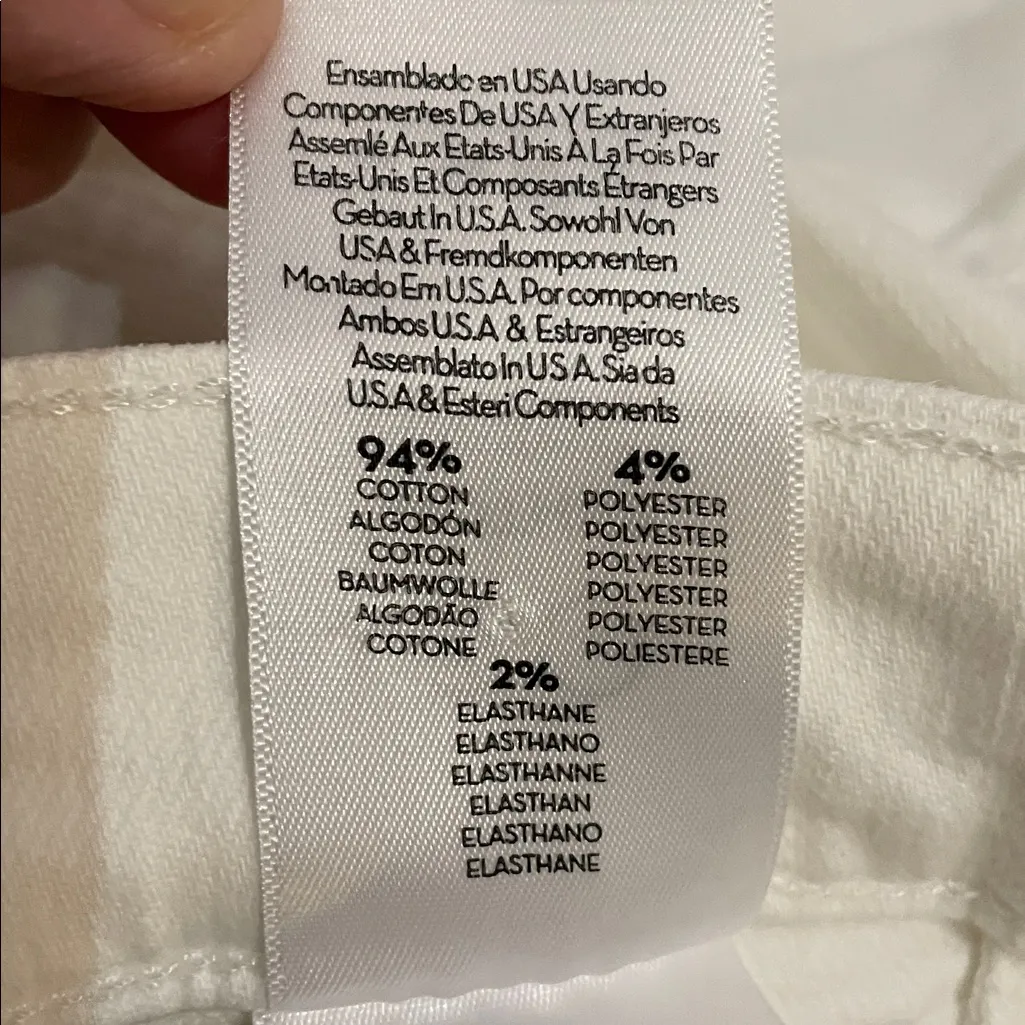 Ensamblado en USA Usando
Componentes De USA Y Extranjeros
Assemlé Aux Etats-Unis À La Fois Par
Etats-Unis Et Composants Étrangers
Gebaut In U.S.A. Sowohl Von
USA & Fremdkomponenten
Montado Em U.S.A. Por componentes
Ambos U.S.A & Estrangeiros
Assemblato In US A. Sia da
U.S.A & Esteri Components
94%
COTTON
ALGODÓN
COTON
BAUMWOLLE
ALGODÃO
COTONE
4%
POLYESTER
POLYESTER
POLYESTER
POLYESTER
POLYESTER
POLIESTERE
2%
ELASTHANE
ELASTHANO
ELASTHANNE
ELASTHAN
ELASTHANO
ELASTHANE